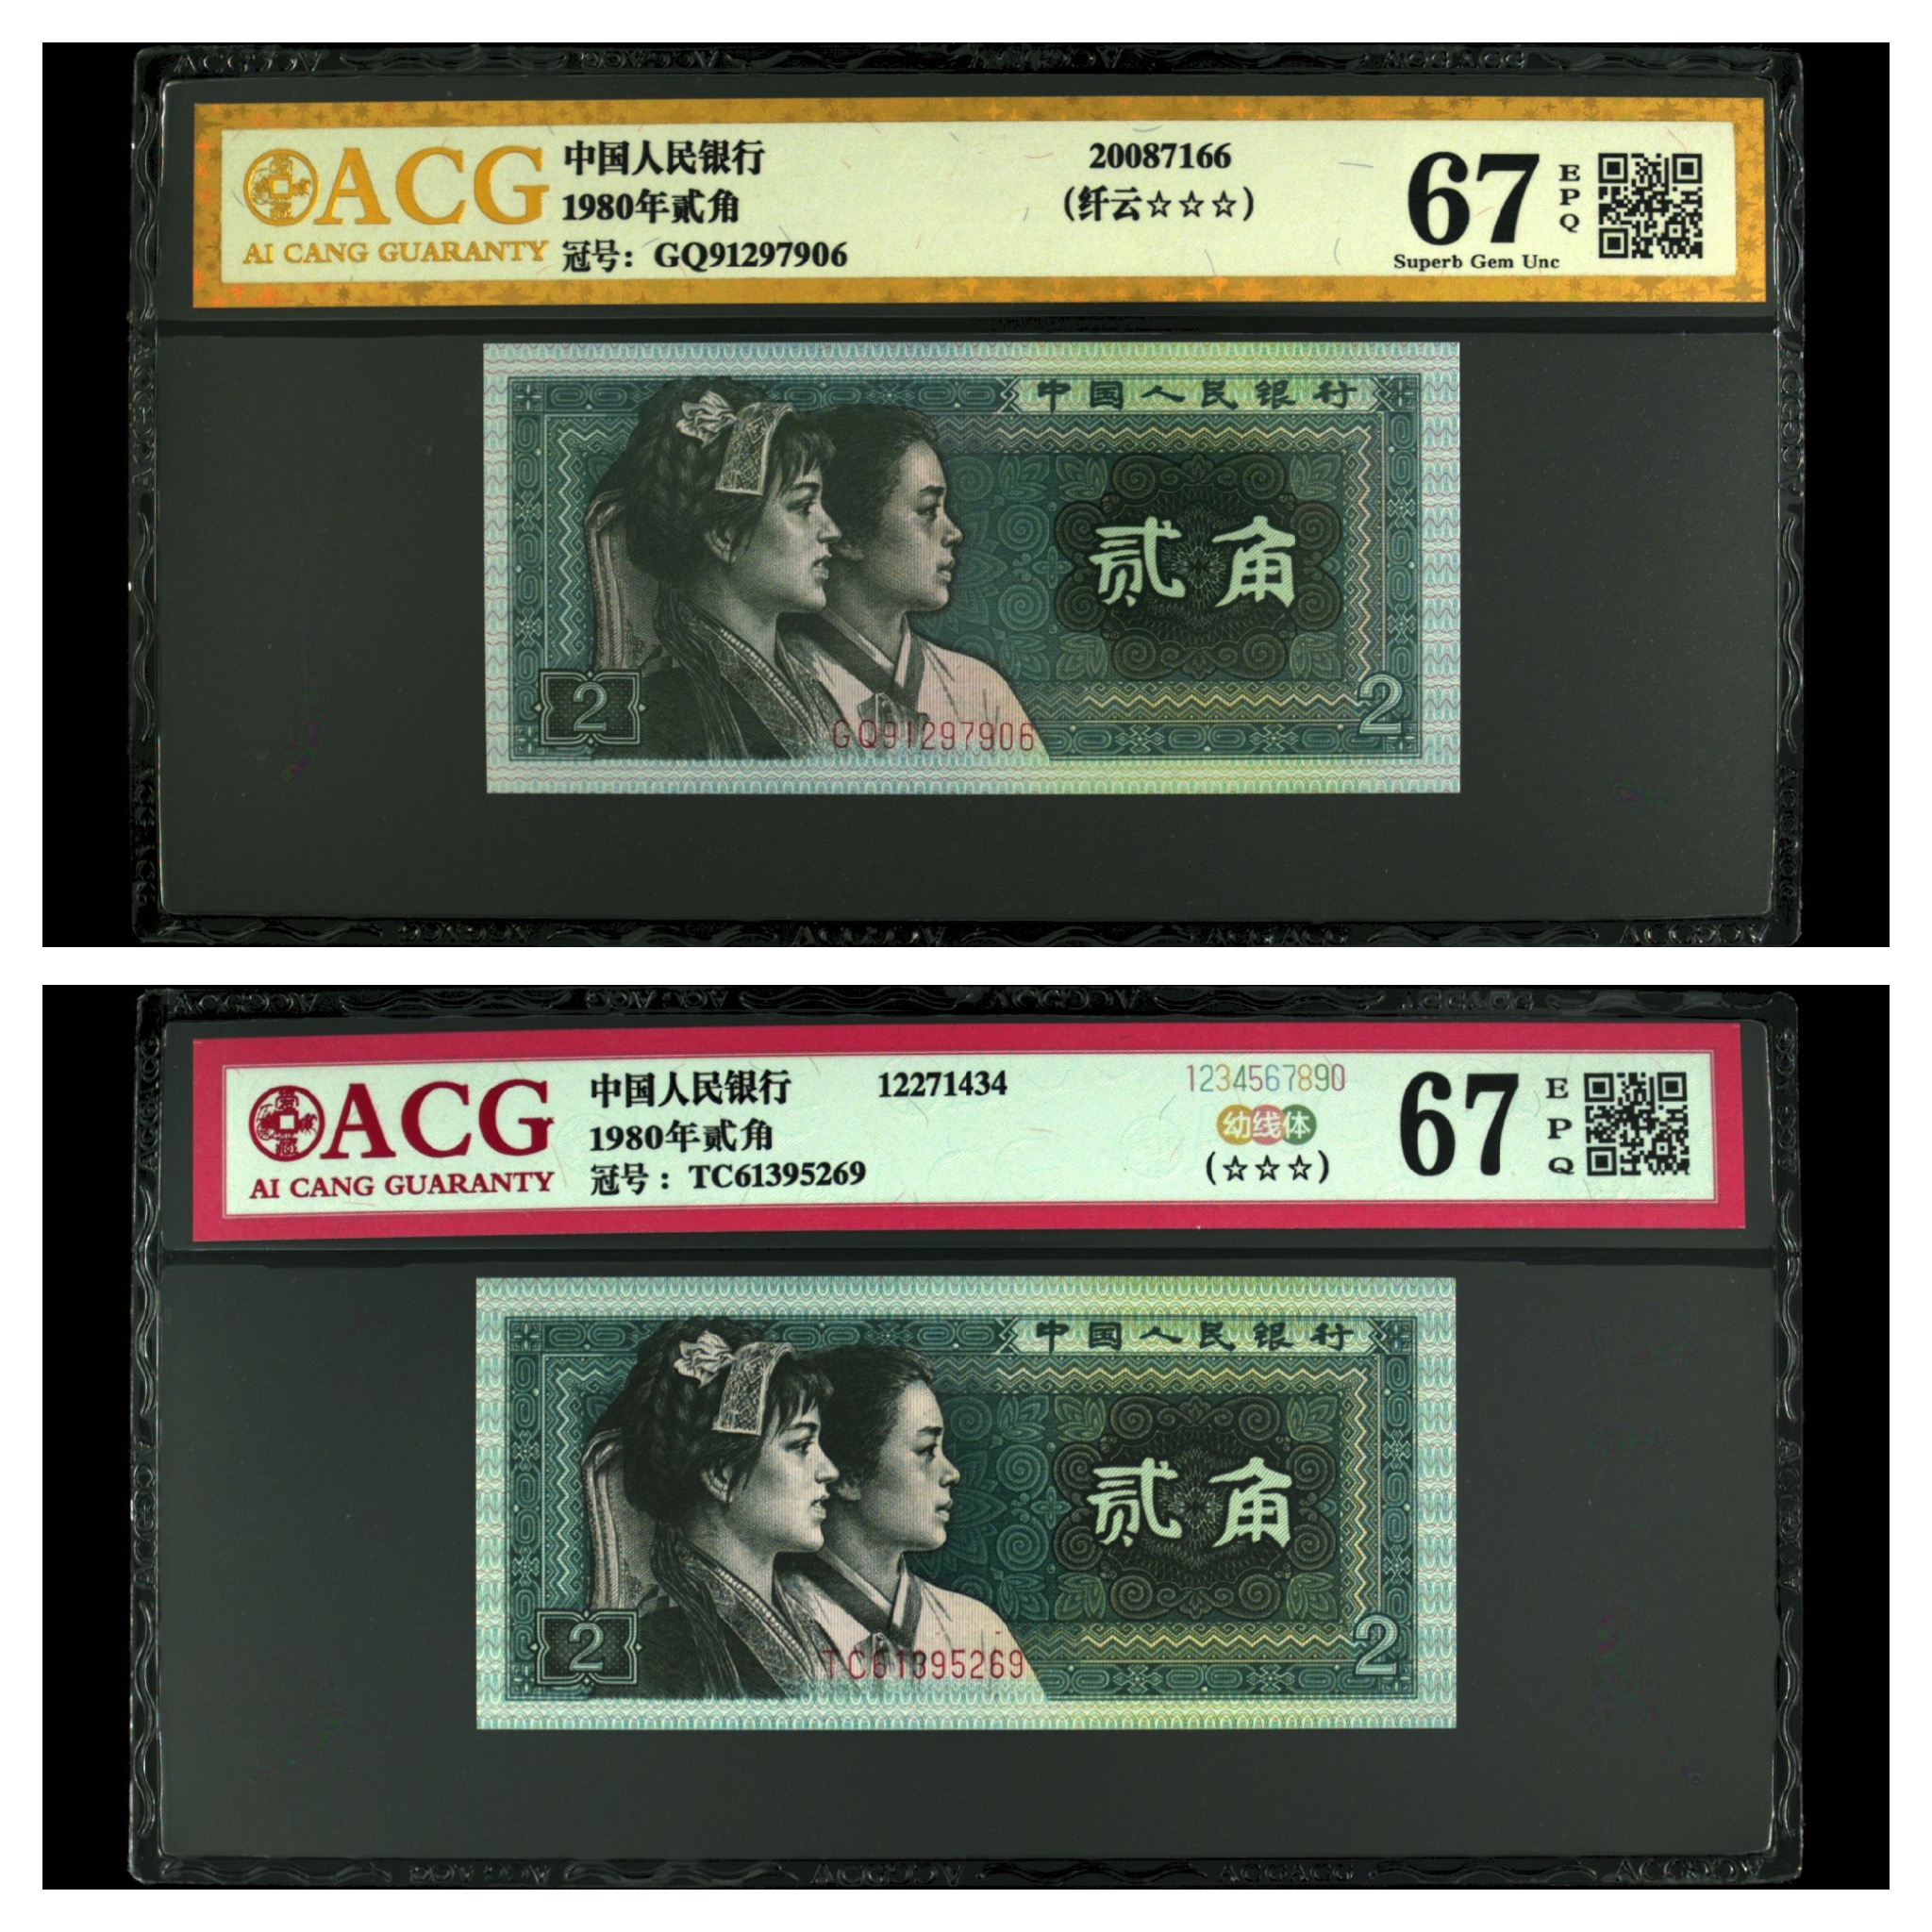 ACG
AI CANG GUARANTY
中国人民银行
1980年贰角
冠号：GQ91297906
20087166
(纤云☆☆☆)
67
EPQ
Superb Gem Unc
中国人民银行
贰角
2
2
GQ91297906
ACG
AI CANG GUARANTY
中国人民银行
1980年贰角
冠号：TC61395269
12271434
1234567890
幼线体
(☆☆☆)
67
EPQ
中国人民银行
贰角
2
2
TC61395269